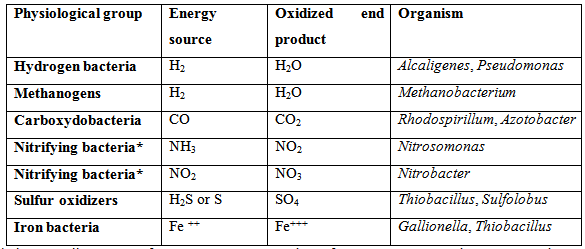 Physiological group Energy source Oxidized end product Organism
Hydrogen bacteria H2 H2O Alcaligenes, Pseudomonas
Methanogens H2 H2O Methanobacterium
Carboxydobacteria CO CO2 Rhodospirillum, Azotobacter
Nitrifying bacteria* NH3 NO2 Nitrosomonas
Nitrifying bacteria* NO2 NO3 Nitrobacter
Sulfur oxidizers H2S or S SO4 Thiobacillus, Sulfolobus
Iron bacteria Fe ++ Fe+++ Gallionella, Thiobacillus